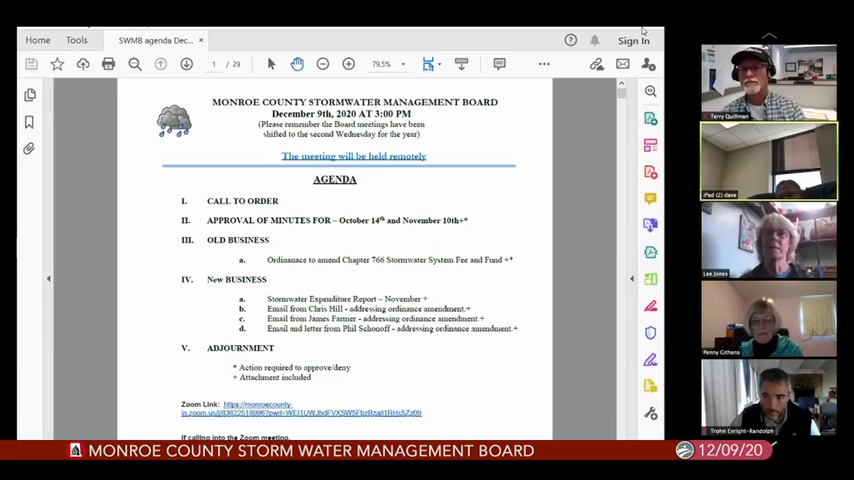 Home Tools SWMB agenda Dec... × Sign In
1 / 29 79.5%
MONROE COUNTY STORMWATER MANAGEMENT BOARD
December 9th, 2020 AT 3:00 PM
(Please remember the Board meetings have been
shifted to the second Wednesday for the year)
The meeting will be held remotely
AGENDA
I. CALL TO ORDER
II. APPROVAL OF MINUTES FOR – October 14th and November 10th+*
III. OLD BUSINESS
a. Ordinanace to amend Chapter 766 Stormwater System Fee and Fund +*
IV. New BUSINESS
a. Stormwater Expenditure Report – November +
b. Email from Chris Hill - addressing ordinance amendment.+
c. Email from James Farmer - addressing ordinance amendment.+
d. Email and letter from Phil Schonoff - addressing ordinance amendment.+
V. ADJOURNMENT
* Action required to approve/deny
+ Attachment included
Zoom Link: https://monroecounty-
If calling into the Zoom meeting,
Terry Quillman
iPad (2) dave
Lee Jones
Penny Githens
Trohn Enright-Randolph
MONROE COUNTY STORM WATER MANAGEMENT BOARD 12/09/20